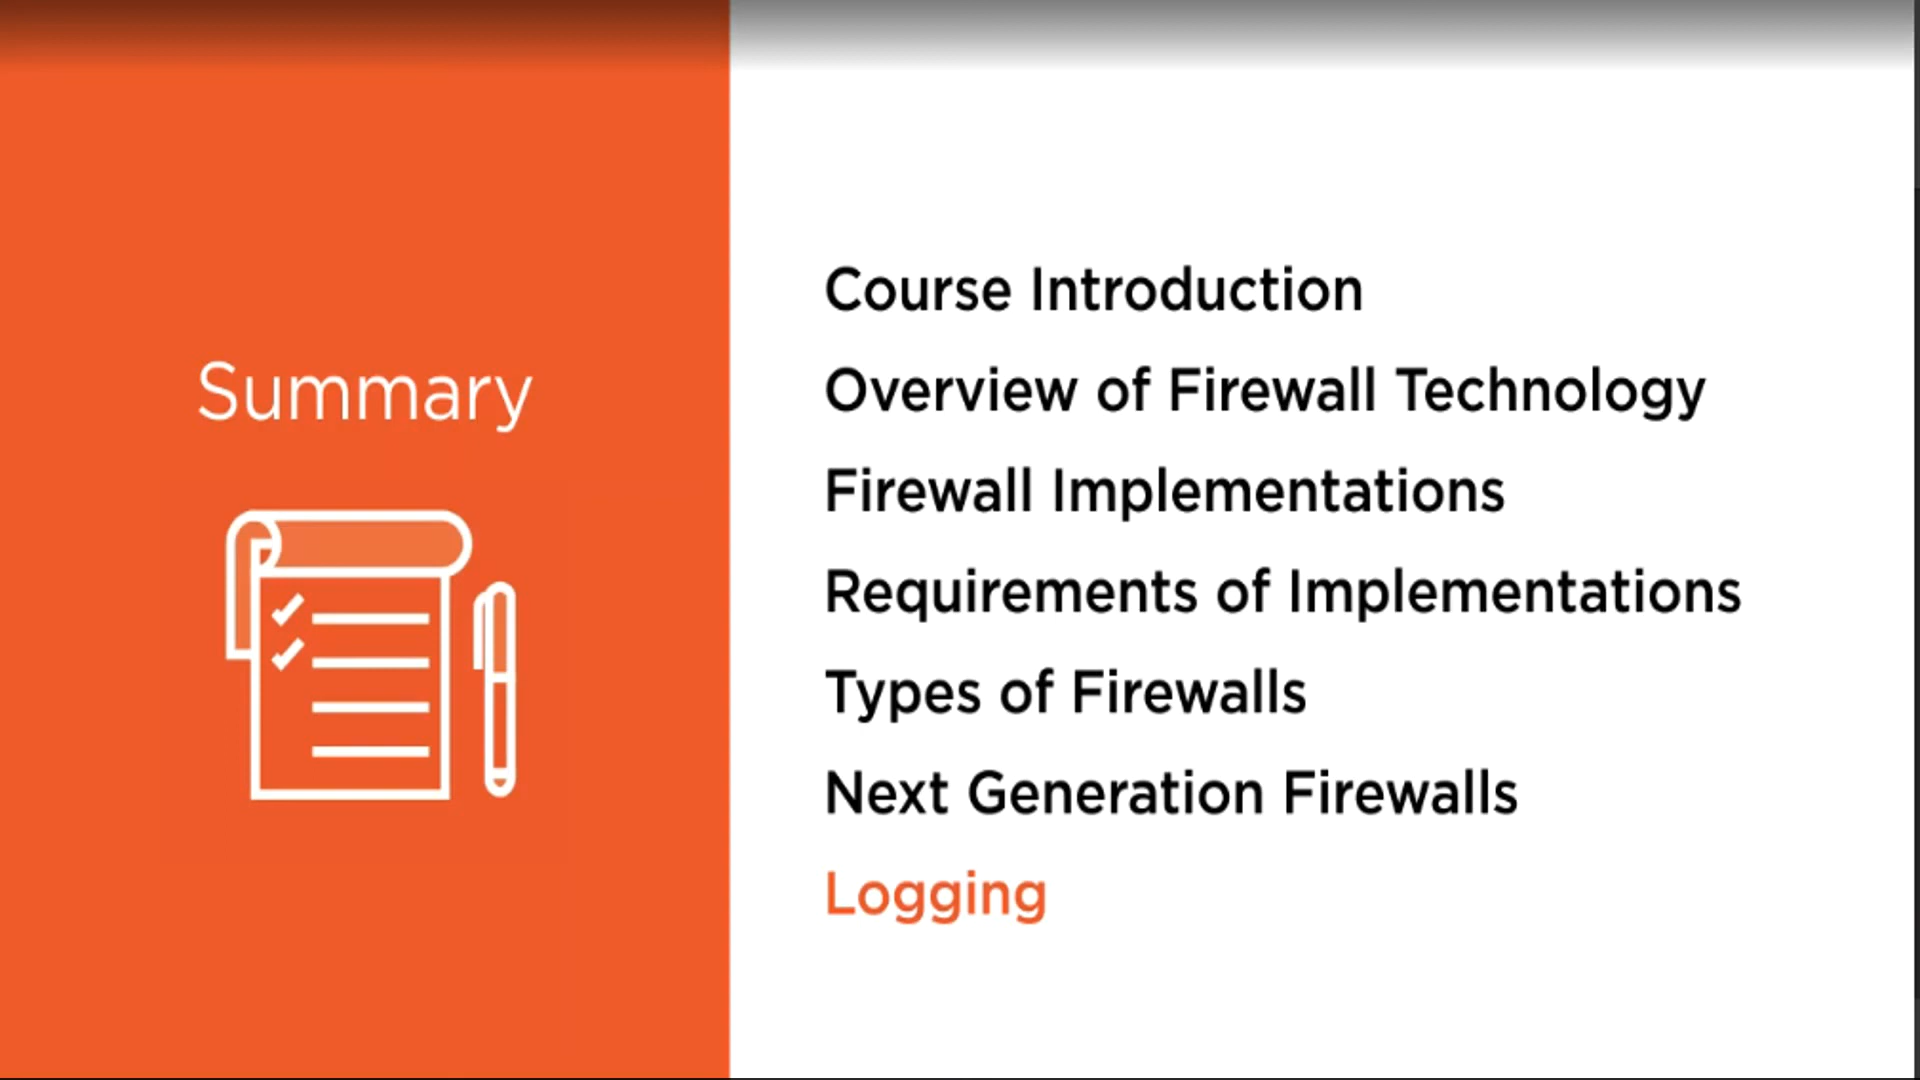 Summary
Course Introduction
Overview of Firewall Technology
Firewall Implementations
Requirements of Implementations
Types of Firewalls
Next Generation Firewalls
Logging